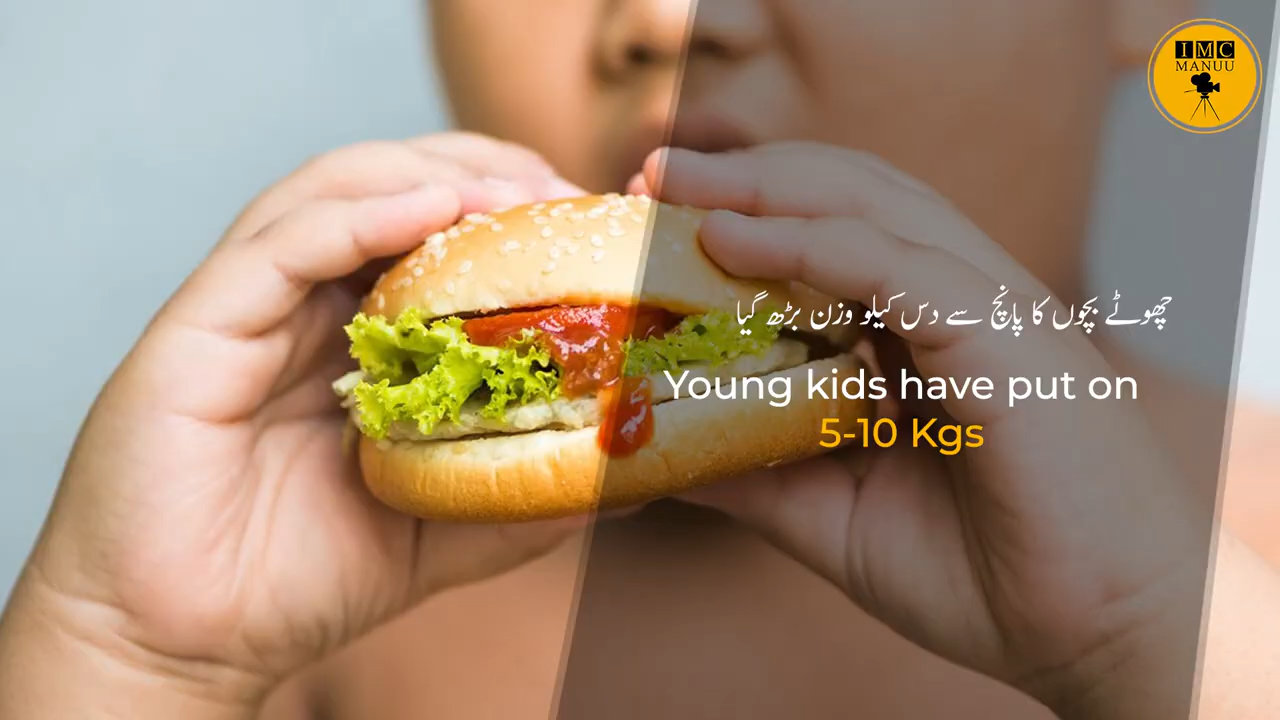 IMC
MANUU
چھوٹے بچوں کا پانچ سے دس کیلو وزن بڑھ گیا
Young kids have put on
5-10 Kgs